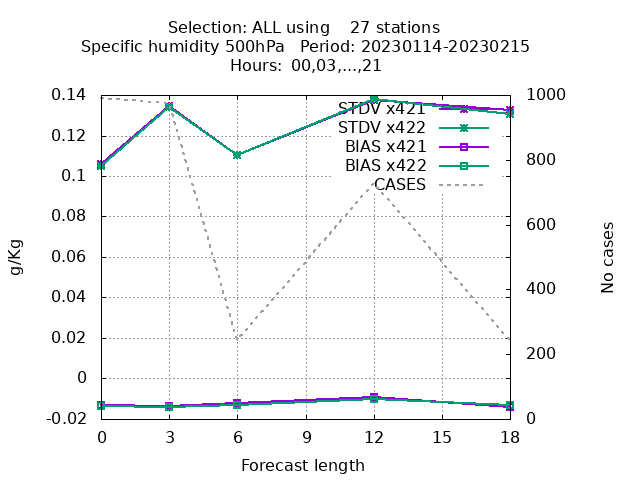 Selection: ALL using    27 stations
Specific humidity 500hPa   Period: 20230114-20230215
Hours:  00,03,...,21
STDV x421
STDV x422
BIAS x421
BIAS x422
CASES
0.14
0.12
0.1
0.08
0.06
0.04
0.02
0
-0.02
g/Kg
1000
800
600
400
200
0
No cases
0 3 6 9 12 15 18
Forecast length